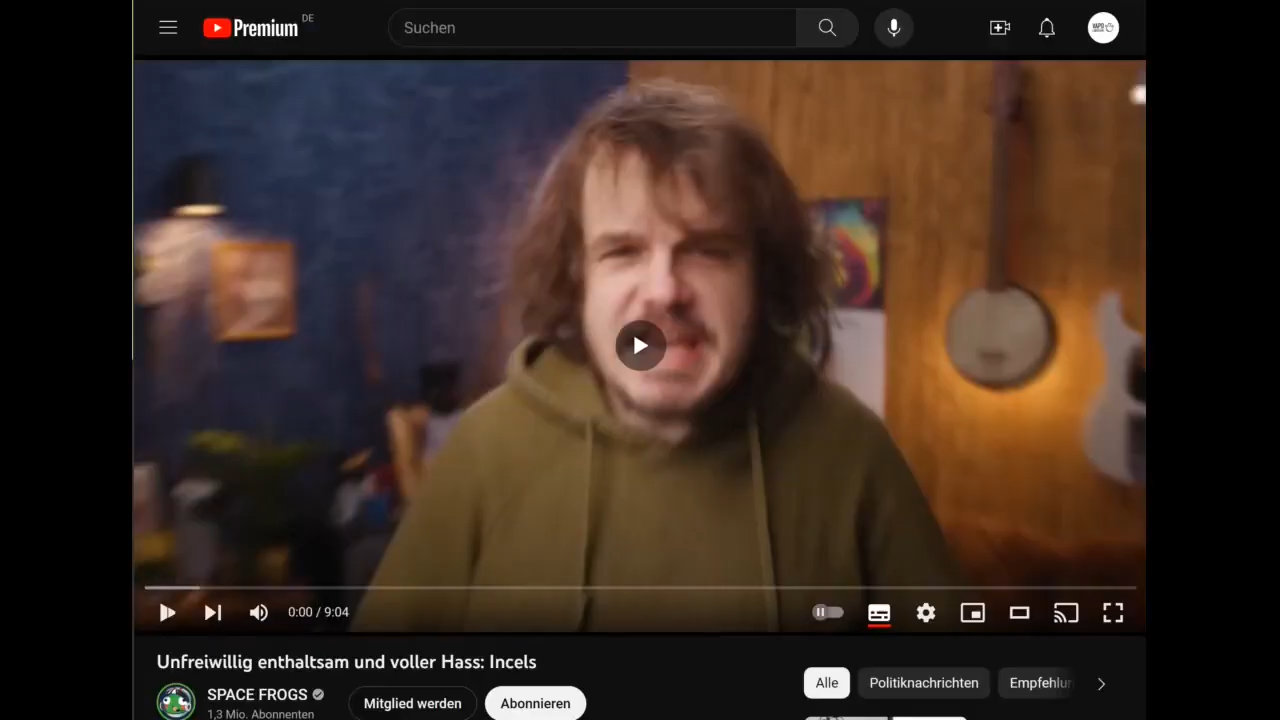 Premium DE
Suchen
0:00 / 9:04
Unfreiwillig enthaltsam und voller Hass: Incels
SPACE FROGS
1,3 Mio. Abonnenten
Mitglied werden
Abonnieren
Alle
Politiknachrichten
Empfehlun